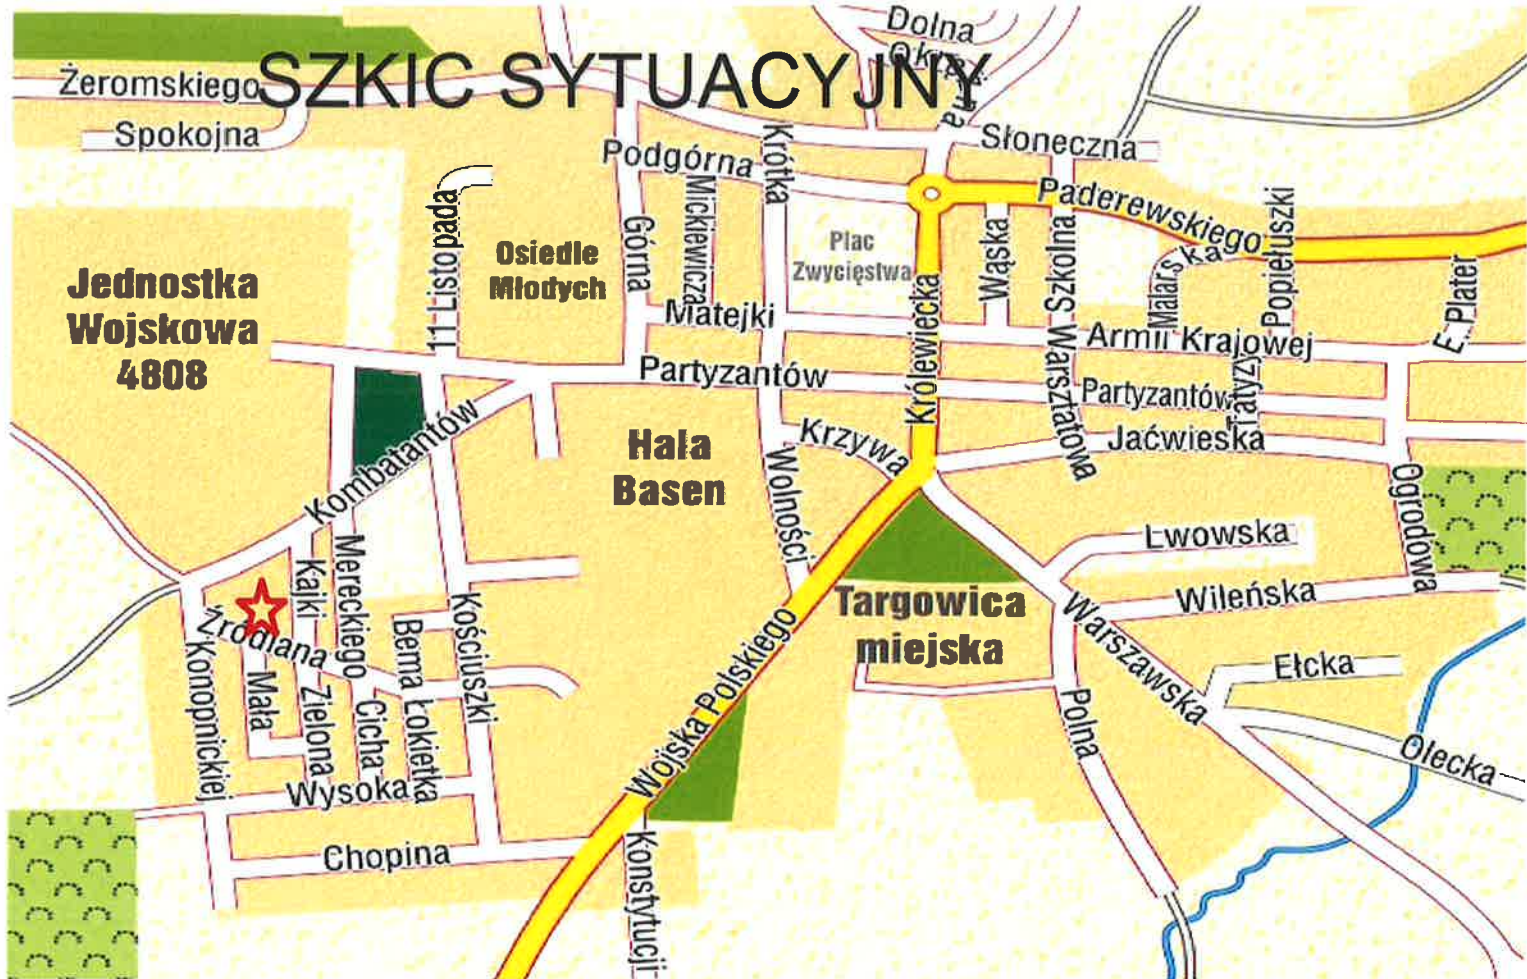 Dolna
Okrężna
SZKIC SYTUACYJNY
Żeromskiego
Spokojna
Słoneczna
Krótka
Podgórna
Mickiewicza
Paderewskiego
Popiełuszki
11 Listopada
Osiedle
Młodych
Górna
Plac
Zwycięstwa
Wąska
Szkolna
Malarska
E. Plater
Jednostka
Wojskowa
4808
Matejki
Królewiecka
Armii Krajowej
Partyzantów
Warsztatowa
Partyzantów
Jaćwieska
Kombatantów
Hala
Basen
Krzywa
Wolności
Ogrodowa
Lwowska
Kajki
Mereckiego
Targowica
miejska
Wileńska
Źródlana
Bema
Kościuszki
Warszawska
Ełcka
Konopnickiej
Mała
Zielona
Cicha
Łokietka
Wojska Polskiego
Polna
Olecka
Wysoka
Chopina
Konstytucji